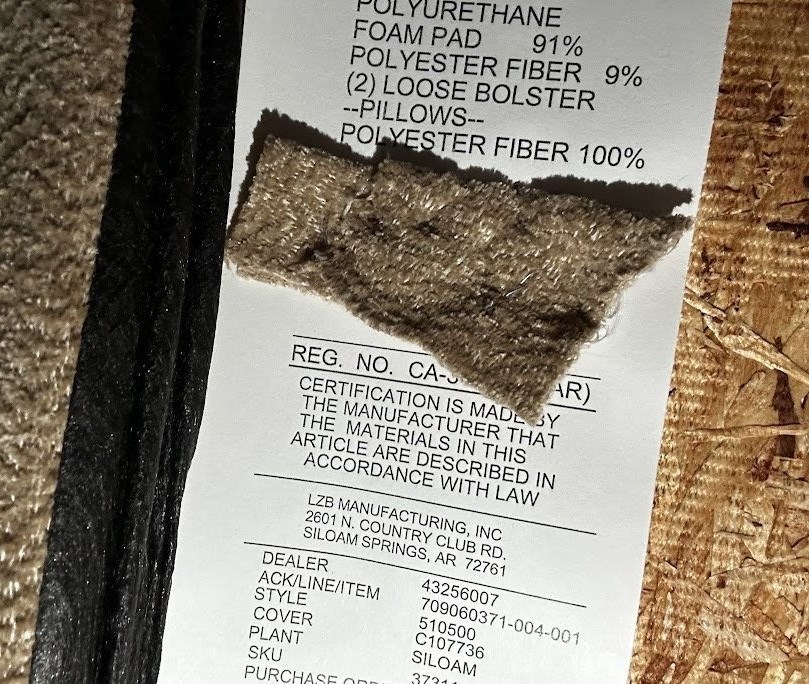 POLYURETHANE
FOAM PAD 91%
POLYESTER FIBER 9%
(2) LOOSE BOLSTER
--PILLOWS--
POLYESTER FIBER 100%
REG. NO. CA- AR)
CERTIFICATION IS MADE BY
THE MANUFACTURER THAT
THE MATERIALS IN THIS
ARTICLE ARE DESCRIBED IN
ACCORDANCE WITH LAW
LZB MANUFACTURING, INC
2601 N. COUNTRY CLUB RD.
SILOAM SPRINGS, AR 72761
DEALER 43256007
ACK/LINE/ITEM 709060371-004-001
STYLE 510500
COVER C107736
PLANT SILOAM
SKU 3731
PURCHASE